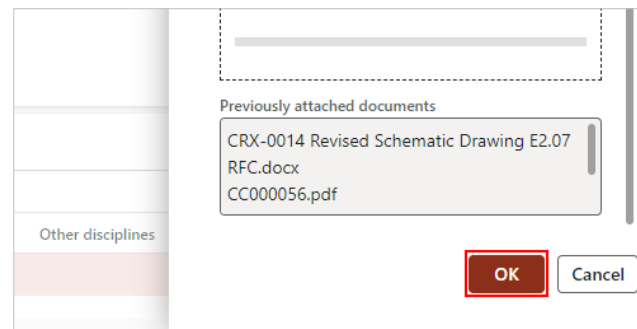 Previously attached documents
CRX-0014 Revised Schematic Drawing E2.07
RFC.docx
CC000056.pdf
Other disciplines
OK
Cancel